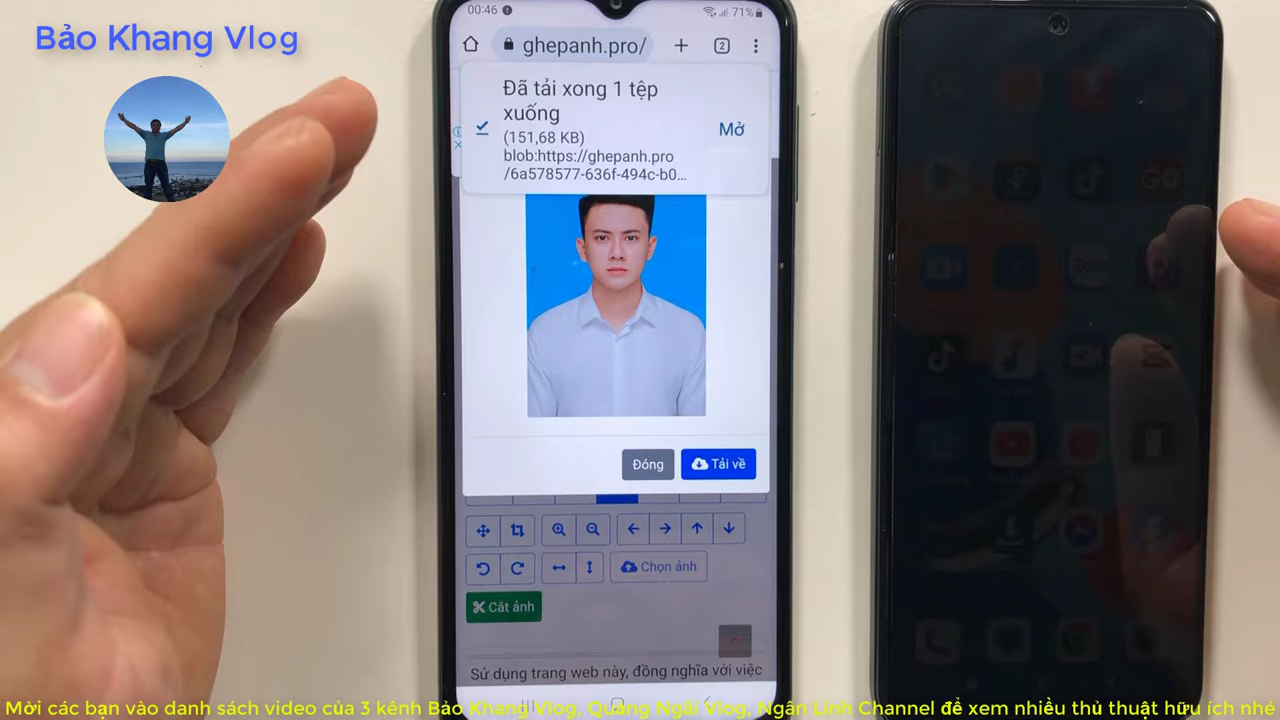 Bảo Khang Vlog
00:46
71%
ghepanh.pro/
2
Đã tải xong 1 tệp
xuống
(151,68 KB)
blob:https://ghepanh.pro
/6a578577-636f-494c-b0...
Mở
Đóng
Tải về
Chọn ảnh
Cắt ảnh
Sử dụng trang web này, đồng nghĩa với việc
Mời các bạn vào danh sách video của 3 kênh Bảo Khang Vlog, Quảng Ngãi Vlog, Ngân Linh Channel để xem nhiều thủ thuật hữu ích nhé